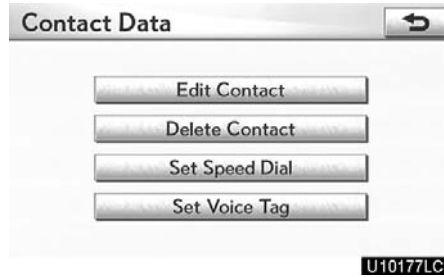 Contact Data
Edit Contact
Delete Contact
Set Speed Dial
Set Voice Tag
U10177LC